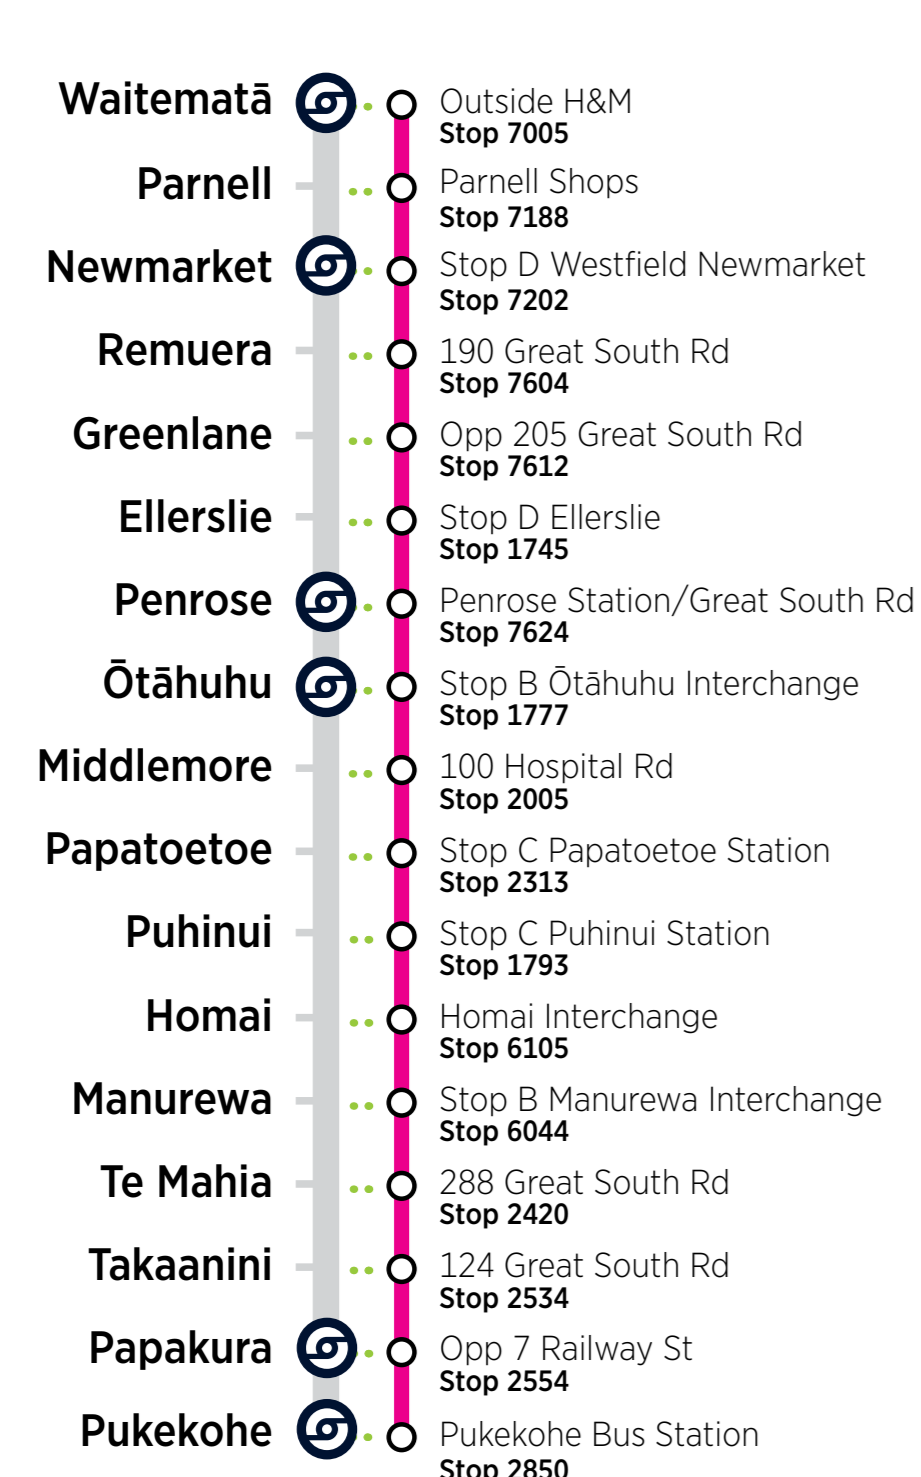 Waitematā
Outside H&M
Stop 7005
Parnell
Parnell Shops
Stop 7188
Newmarket
Stop D Westfield Newmarket
Stop 7202
Remuera
190 Great South Rd
Stop 7604
Greenlane
Opp 205 Great South Rd
Stop 7612
Ellerslie
Stop D Ellerslie
Stop 1745
Penrose
Penrose Station/Great South Rd
Stop 7624
Ōtāhuhu
Stop B Ōtāhuhu Interchange
Stop 1777
Middlemore
100 Hospital Rd
Stop 2005
Papatoetoe
Stop C Papatoetoe Station
Stop 2313
Puhinui
Stop C Puhinui Station
Stop 1793
Homai
Homai Interchange
Stop 6105
Manurewa
Stop B Manurewa Interchange
Stop 6044
Te Mahia
288 Great South Rd
Stop 2420
Takaanini
124 Great South Rd
Stop 2534
Papakura
Opp 7 Railway St
Stop 2554
Pukekohe
Pukekohe Bus Station
Stop 2850